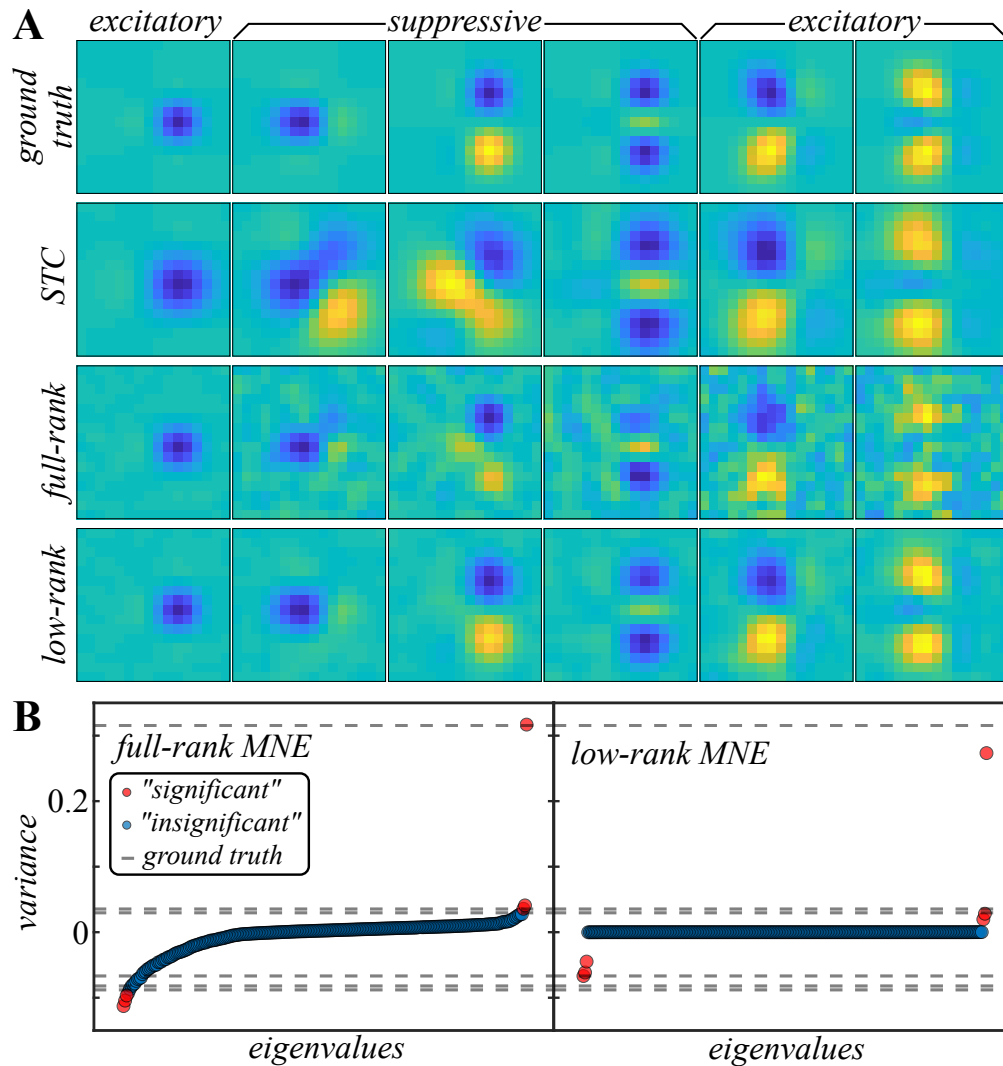 A
excitatory suppressive excitatory
ground
truth
STC
full-rank
low-rank
B
full-rank MNE low-rank MNE
"significant"
"insignificant"
ground truth
0.2
0
variance
eigenvalues eigenvalues